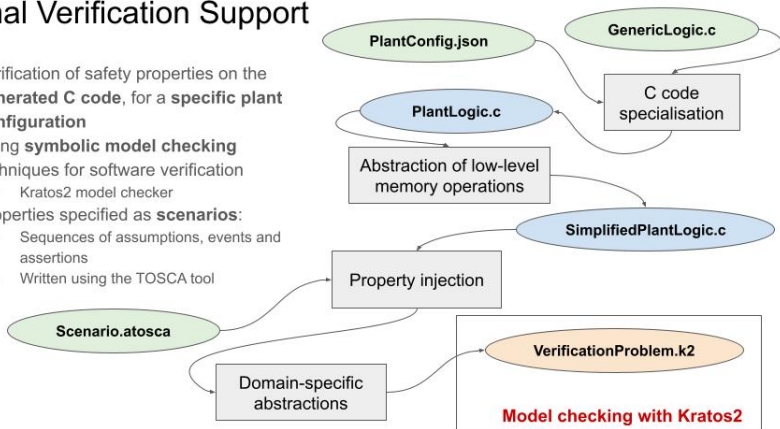 nal Verification Support
rification of safety properties on the
nerated C code, for a specific plant
nfiguration
ng symbolic model checking
hniques for software verification
Kratos2 model checker
operties specified as scenarios:
Sequences of assumptions, events and
assertions
Written using the TOSCA tool
PlantConfig.json
GenericLogic.c
C code
specialisation
PlantLogic.c
Abstraction of low-level
memory operations
SimplifiedPlantLogic.c
Property injection
Scenario.atosca
Domain-specific
abstractions
VerificationProblem.k2
Model checking with Kratos2